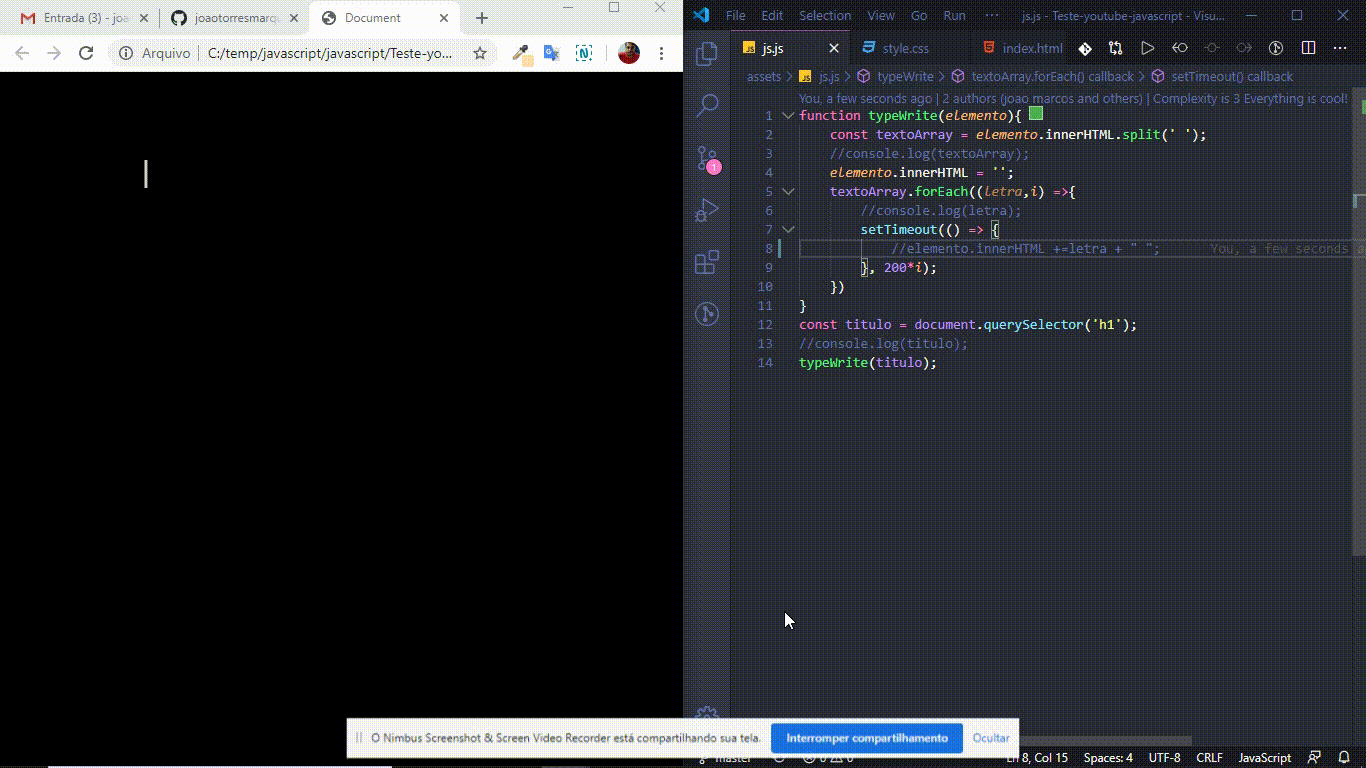 Entrada (3) - joa
joaotorresmarqu
Document
Arquivo
C:/temp/javascript/javascript/Teste-yo...
File Edit Selection View Go Run ··· js.js - Teste-youtube-javascript - Visu...
JS js.js
style.css
index.html
assets > JS js.js > typeWrite > textoArray.forEach() callback > setTimeout() callback
You, a few seconds ago | 2 authors (joao marcos and others) | Complexity is 3 Everything is cool!
1 function typeWrite(elemento){
2 const textoArray = elemento.innerHTML.split(' ');
3 //console.log(textoArray);
4 elemento.innerHTML = '';
5 textoArray.forEach((letra,i) =>{
6 //console.log(letra);
7 setTimeout(() => {
8 //elemento.innerHTML +=letra + " "; You, a few seconds
9 }, 200*i);
10 })
11 }
12 const titulo = document.querySelector('h1');
13 //console.log(titulo);
14 typeWrite(titulo);
1
|| O Nimbus Screenshot & Screen Video Recorder está compartilhando sua tela. Interromper compartilhamento Ocultar
master
Ln 8, Col 15 Spaces: 4 UTF-8 CRLF JavaScript